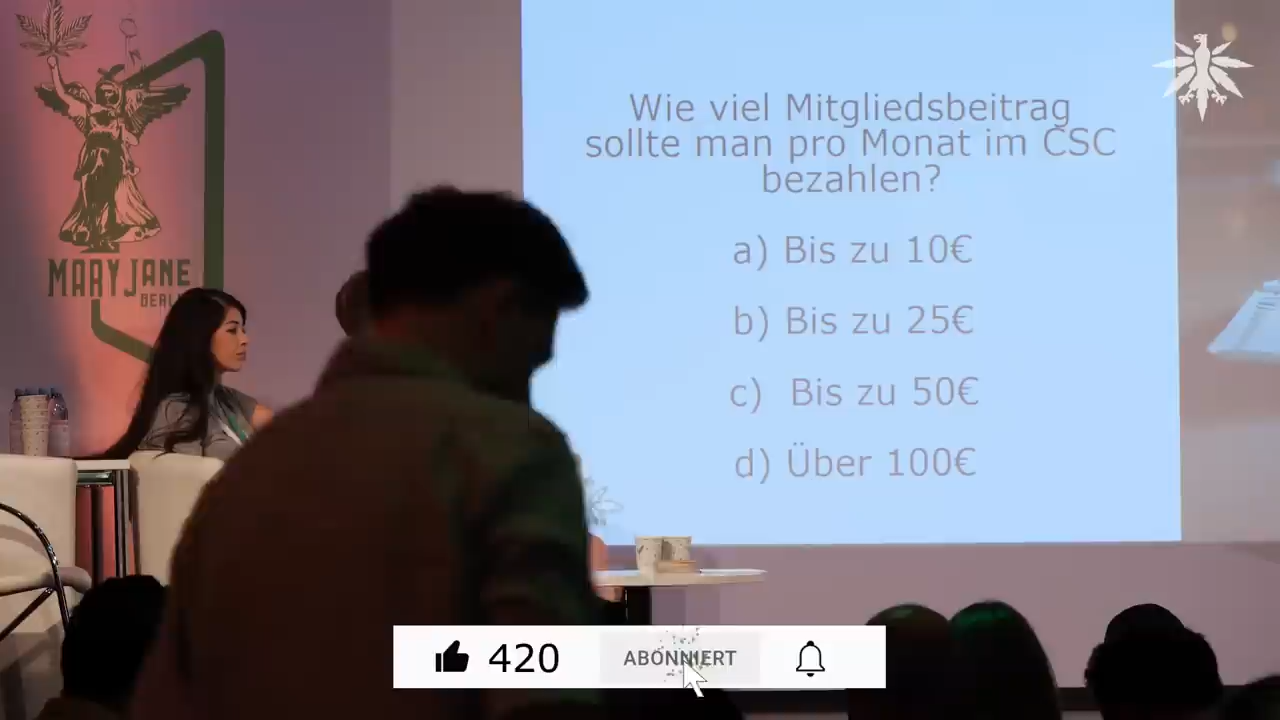 MARY JANE
BERLIN
Wie viel Mitgliedsbeitrag
sollte man pro Monat im CSC
bezahlen?
a) Bis zu 10€
b) Bis zu 25€
c) Bis zu 50€
d) Über 100€
420
ABONNIERT